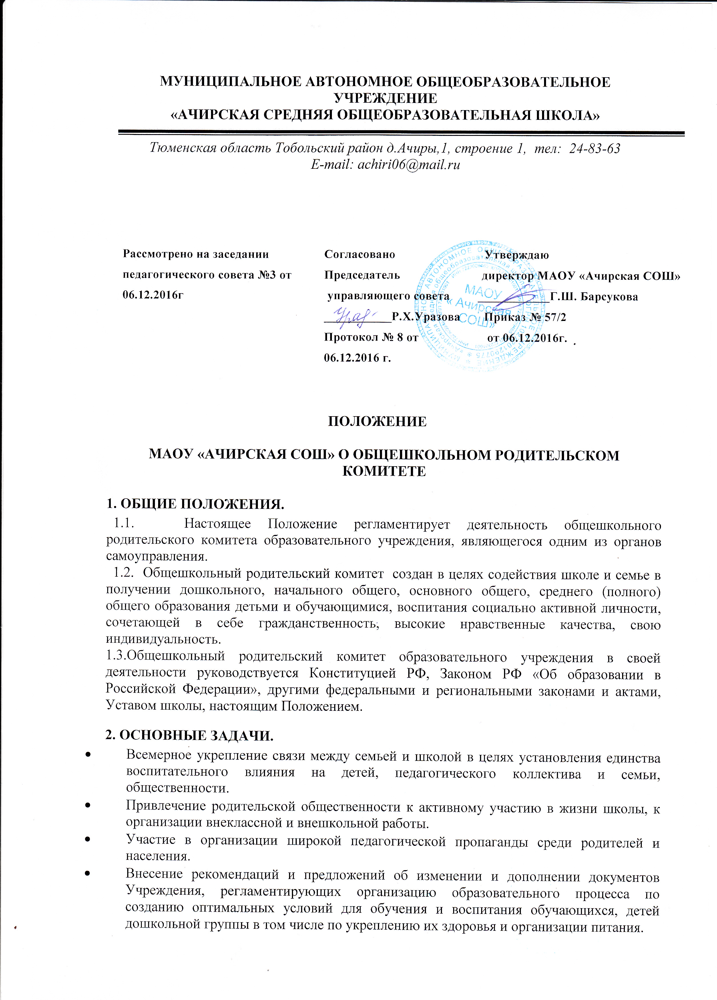 МУНИЦИПАЛЬНОЕ АВТОНОМНОЕ ОБЩЕОБРАЗОВАТЕЛЬНОЕ
УЧРЕЖДЕНИЕ
«АЧИРСКАЯ СРЕДНЯЯ ОБЩЕОБРАЗОВАТЕЛЬНАЯ ШКОЛА»
Тюменская область Тобольский район д.Ачиры,1, строение 1, тел: 24-83-63
E-mail: achiri06@mail.ru
Рассмотрено на заседании
педагогического совета №3 от
06.12.2016г
Согласовано
Председатель
управляющего совета
___________Р.Х.Уразова
Протокол № 8 от
06.12.2016 г.
Утверждаю
директор МАОУ «Ачирская СОШ»
____________Г.Ш. Барсукова
Приказ № 57/2
от 06.12.2016г.
МАОУ
« Ачирская
СОШ»
ПОЛОЖЕНИЕ
МАОУ «АЧИРСКАЯ СОШ» О ОБЩЕШКОЛЬНОМ РОДИТЕЛЬСКОМ
КОМИТЕТЕ
1. ОБЩИЕ ПОЛОЖЕНИЯ.
1.1. Настоящее Положение регламентирует деятельность общешкольного
родительского комитета образовательного учреждения, являющегося одним из органов
самоуправления.
1.2. Общешкольный родительский комитет создан в целях содействия школе и семье в
получении дошкольного, начального общего, основного общего, среднего (полного)
общего образования детьми и обучающимися, воспитания социально активной личности,
сочетающей в себе гражданственность, высокие нравственные качества, свою
индивидуальность.
1.3.Общешкольный родительский комитет образовательного учреждения в своей
деятельности руководствуется Конституцией РФ, Законом РФ «Об образовании в
Российской Федерации», другими федеральными и региональными законами и актами,
Уставом школы, настоящим Положением.
2. ОСНОВНЫЕ ЗАДАЧИ.
• Всемерное укрепление связи между семьей и школой в целях установления единства
воспитательного влияния на детей, педагогического коллектива и семьи,
общественности.
• Привлечение родительской общественности к активному участию в жизни школы, к
организации внеклассной и внешкольной работы.
• Участие в организации широкой педагогической пропаганды среди родителей и
населения.
• Внесение рекомендаций и предложений об изменении и дополнении документов
Учреждения, регламентирующих организацию образовательного процесса по
созданию оптимальных условий для обучения и воспитания обучающихся, детей
дошкольной группы в том числе по укреплению их здоровья и организации питания.